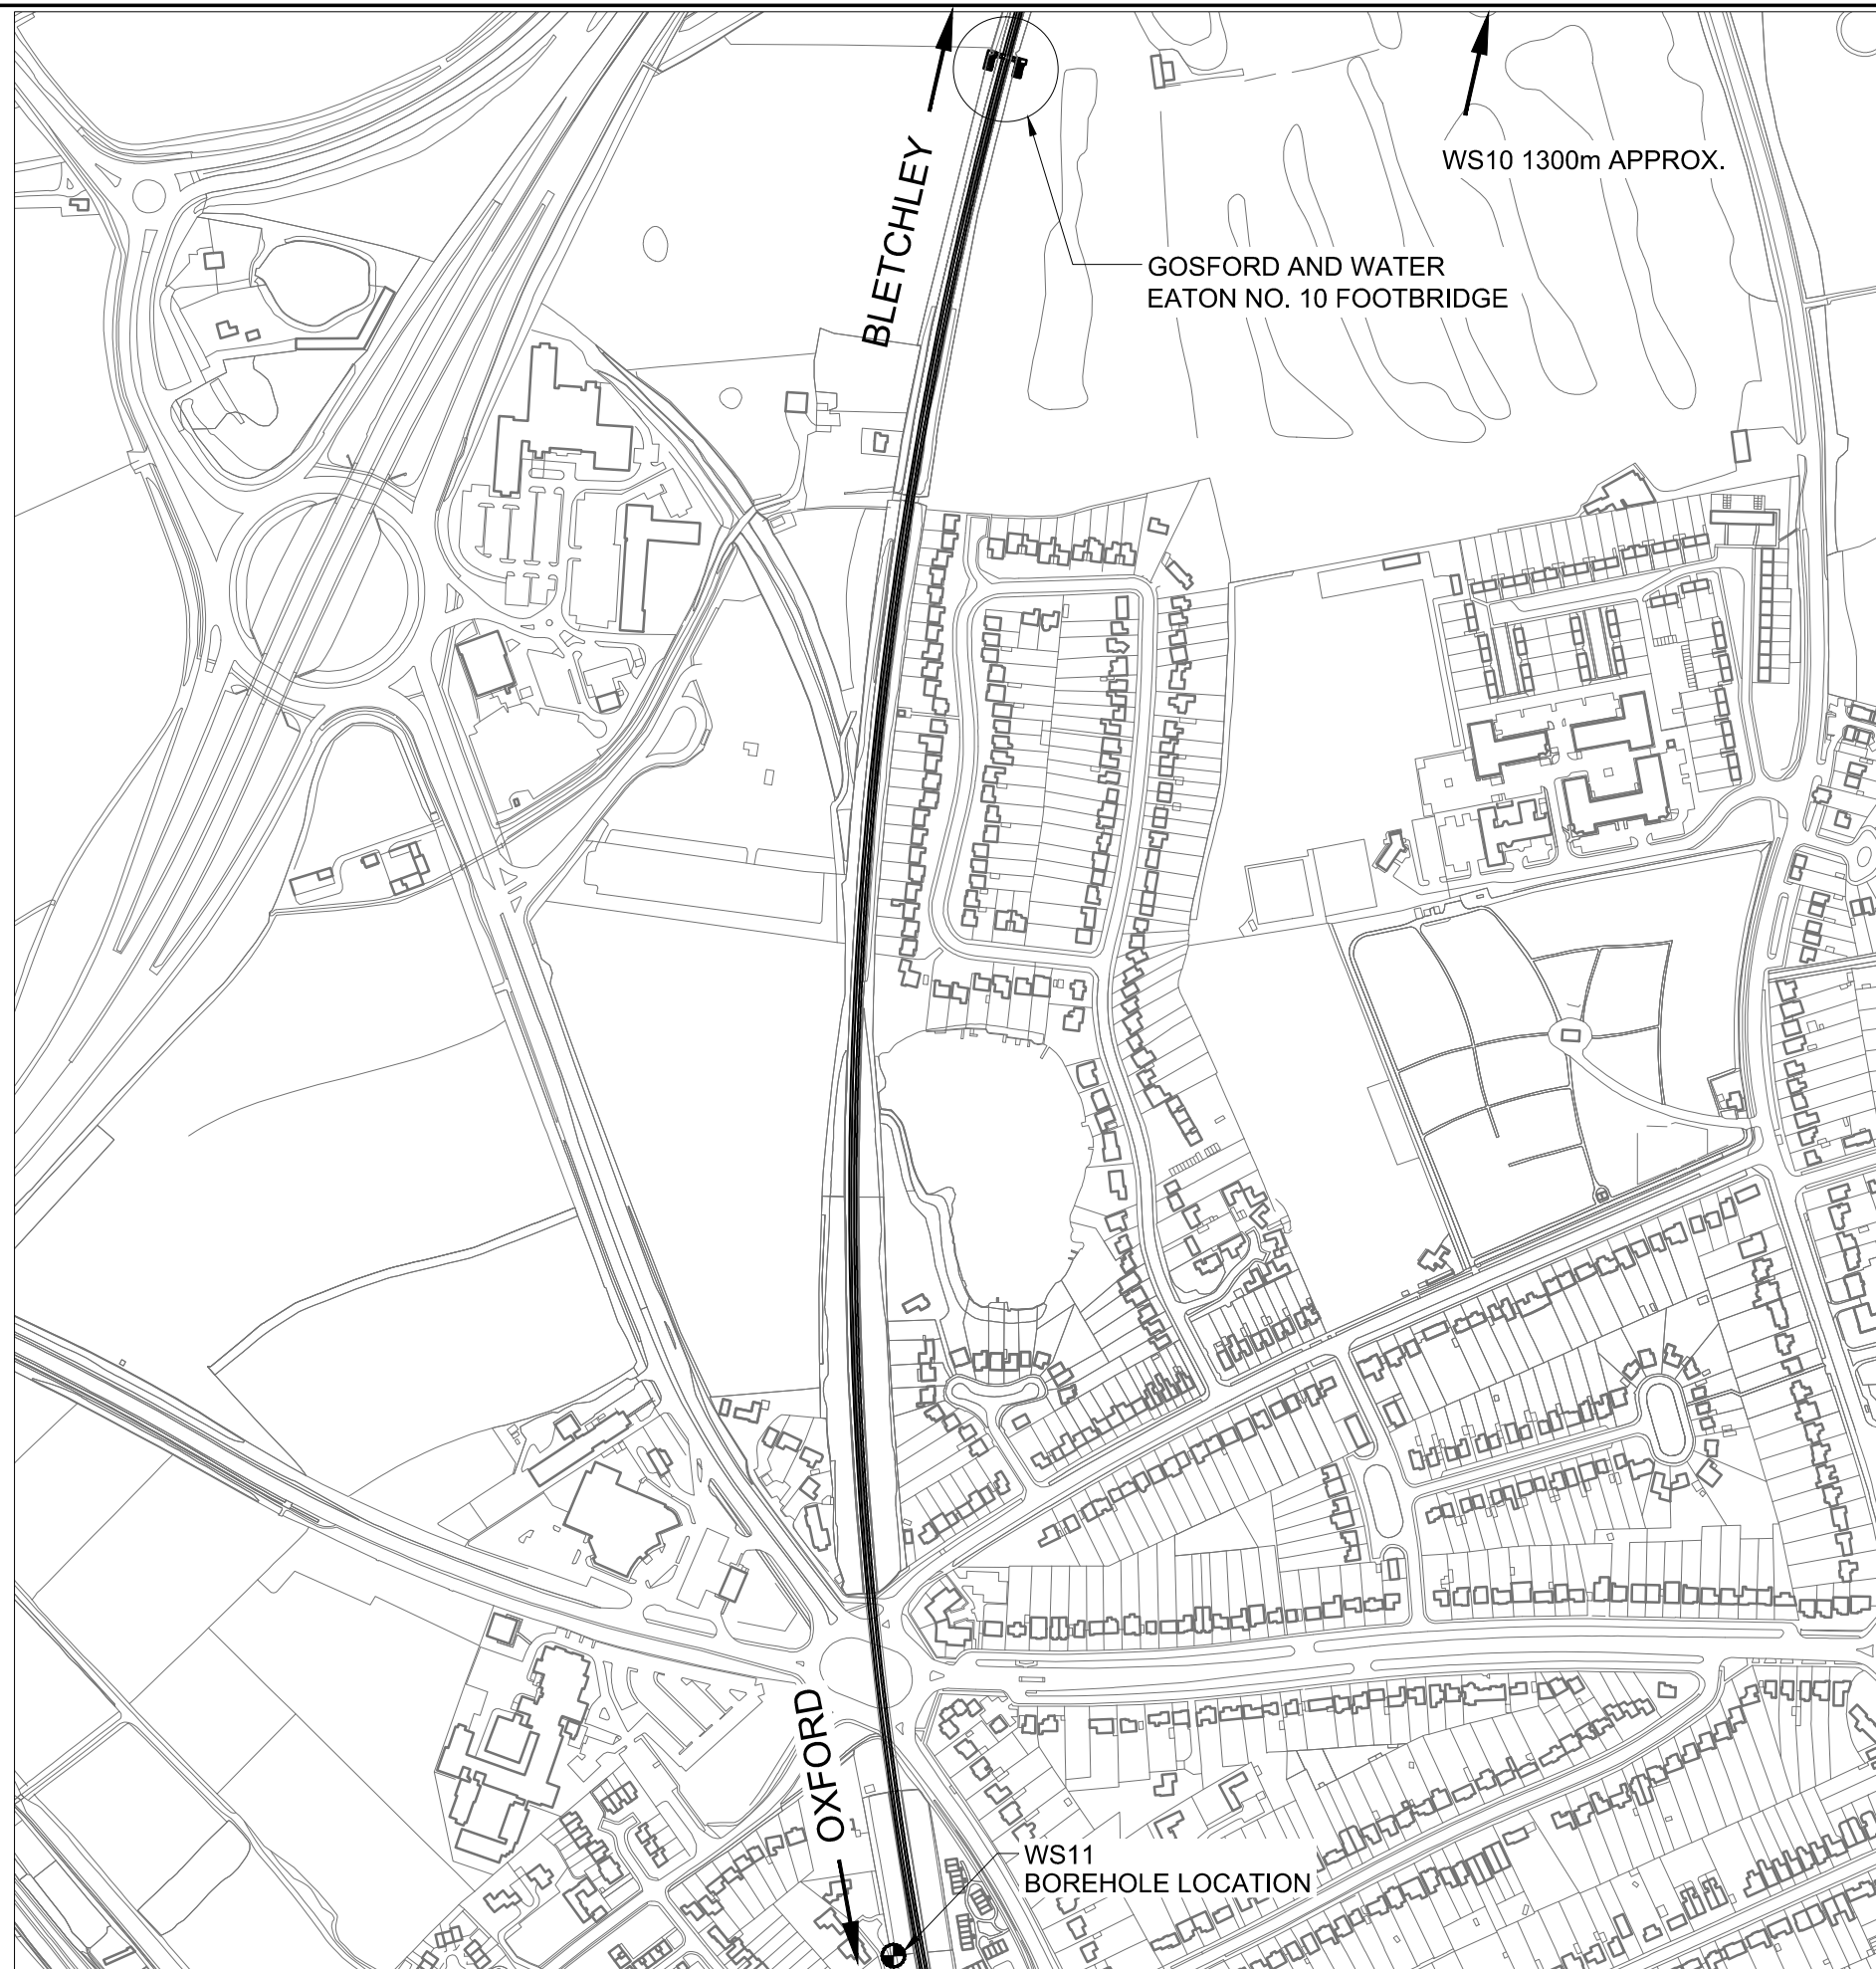 BLETCHLEY
WS10 1300m APPROX.
GOSFORD AND WATER
EATON NO. 10 FOOTBRIDGE
OXFORD
WS11
BOREHOLE LOCATION